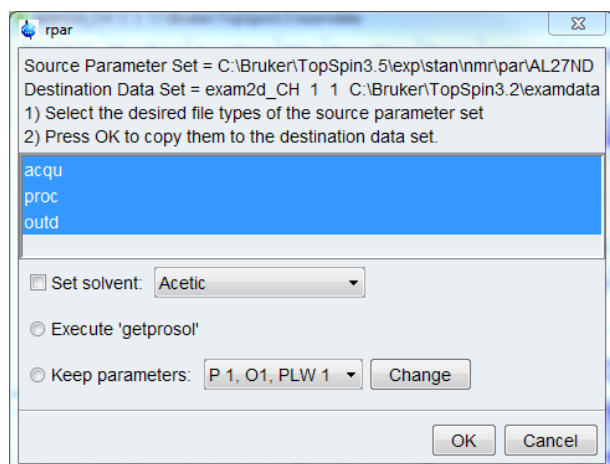 rpar
Source Parameter Set = C:\Bruker\TopSpin3.5\exp\stan\nmr\par\AL27ND
Destination Data Set = exam2d_CH 1 1 C:\Bruker\TopSpin3.2\examdata
1) Select the desired file types of the source parameter set
2) Press OK to copy them to the destination data set.
acqu
proc
outd
Set solvent: Acetic
Execute 'getprosol'
Keep parameters: P 1, O1, PLW 1 Change
OK Cancel